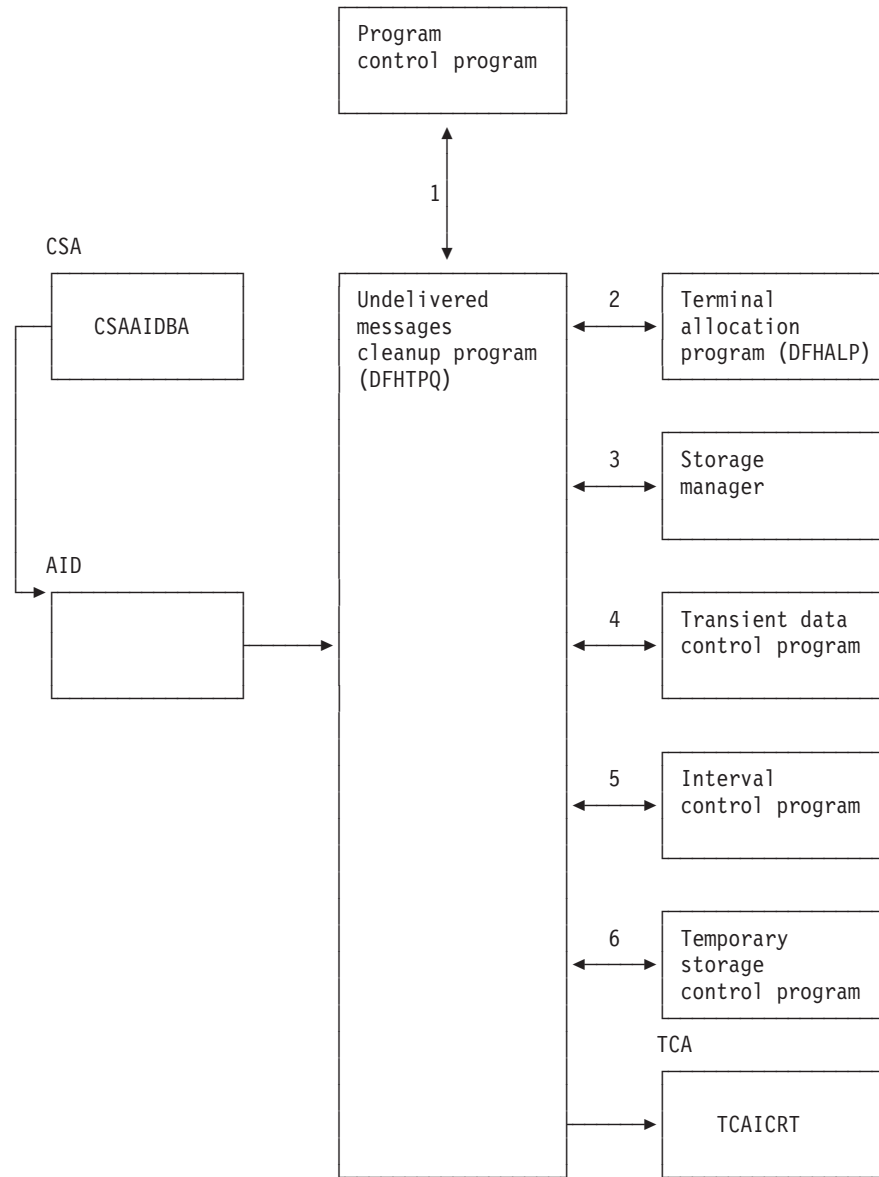 Program
control program
1
CSA
CSAAIDBA
Undelivered
messages
cleanup program
(DFHTPQ)
2
Terminal
allocation
program (DFHALP)
3
Storage
manager
AID
4
Transient data
control program
5
Interval
control program
6
Temporary
storage
control program
TCA
TCAICRT